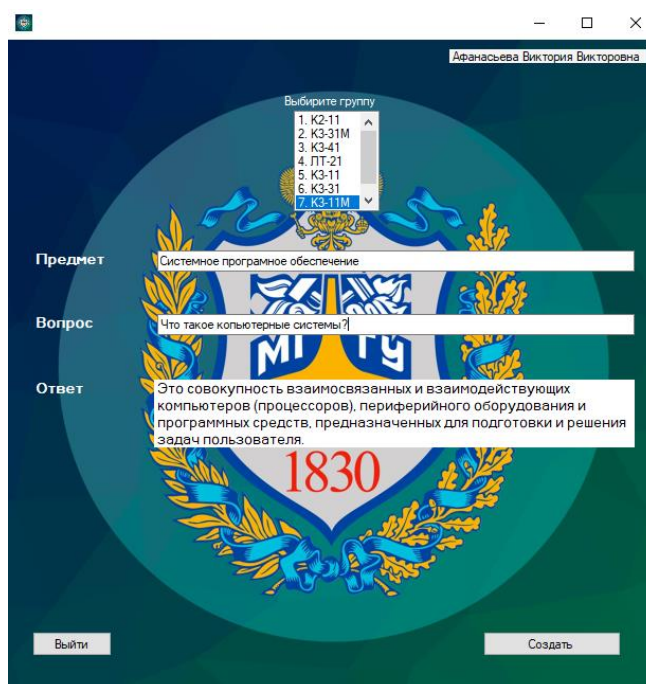 Афанасьева Виктория Викторовна
Выбирите группу
1. К2-11
2. К3-31М
3. К3-41
4. ЛТ-21
5. К3-11
6. К3-31
7. К3-11М
Предмет
Системное програмное обеспечение
Вопрос
Что такое копьютерные системы?
МГТУ
Ответ
Это совокупность взаимосвязанных и взаимодействующих
компьютеров (процессоров), периферийного оборудования и
программных средств, предназначенных для подготовки и решения
задач пользователя.
1830
Выйти
Создать